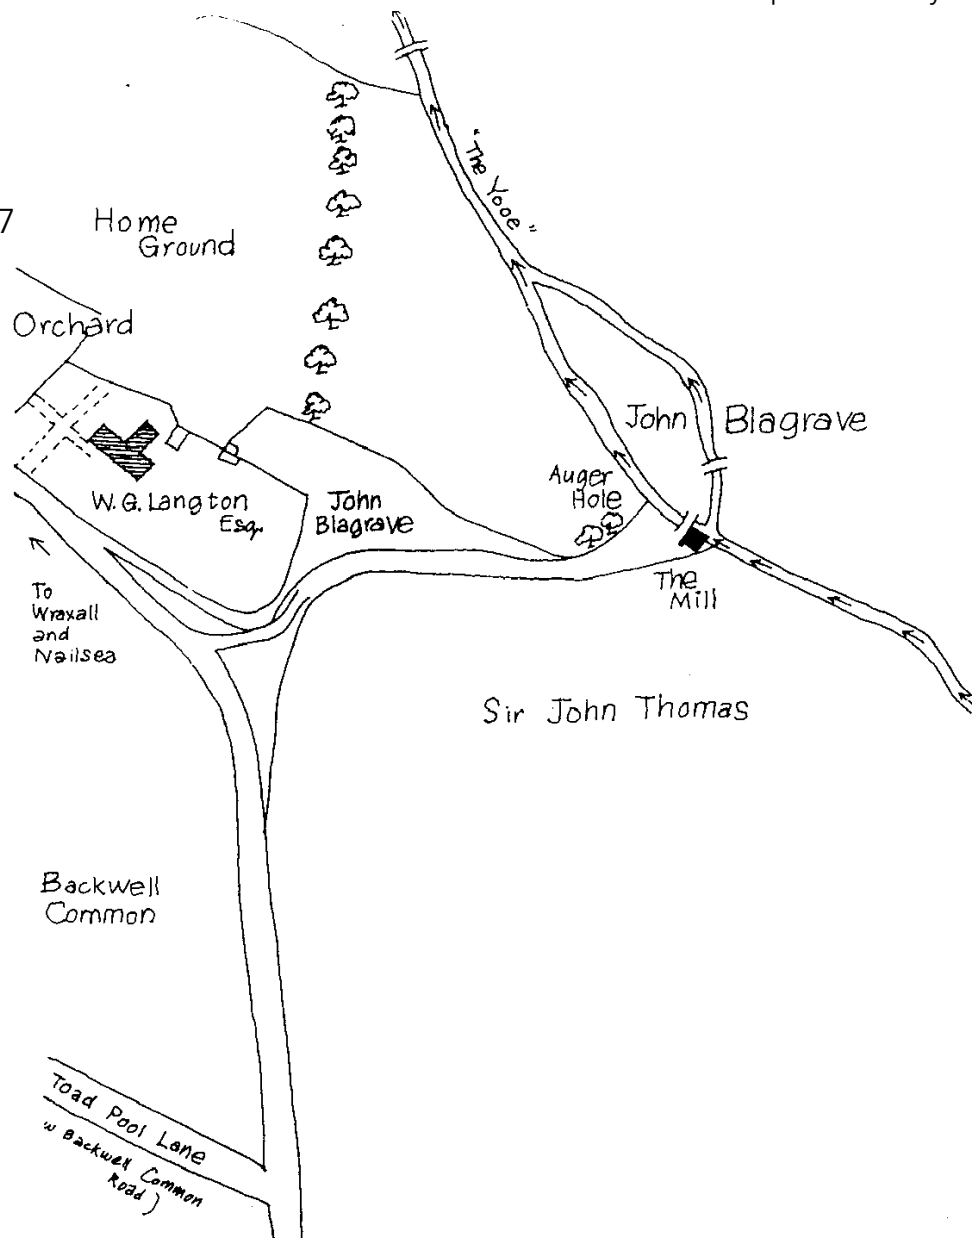 7
"The Yooe"
Home
Ground
Orchard
John Blagrave
Auger
Hole
W.G. Langton
Esq.
John
Blagrave
The
Mill
To
Wraxall
and
Nailsea
Sir John Thomas
Backwell
Common
Toad Pool Lane
w Backwell Common
Road)